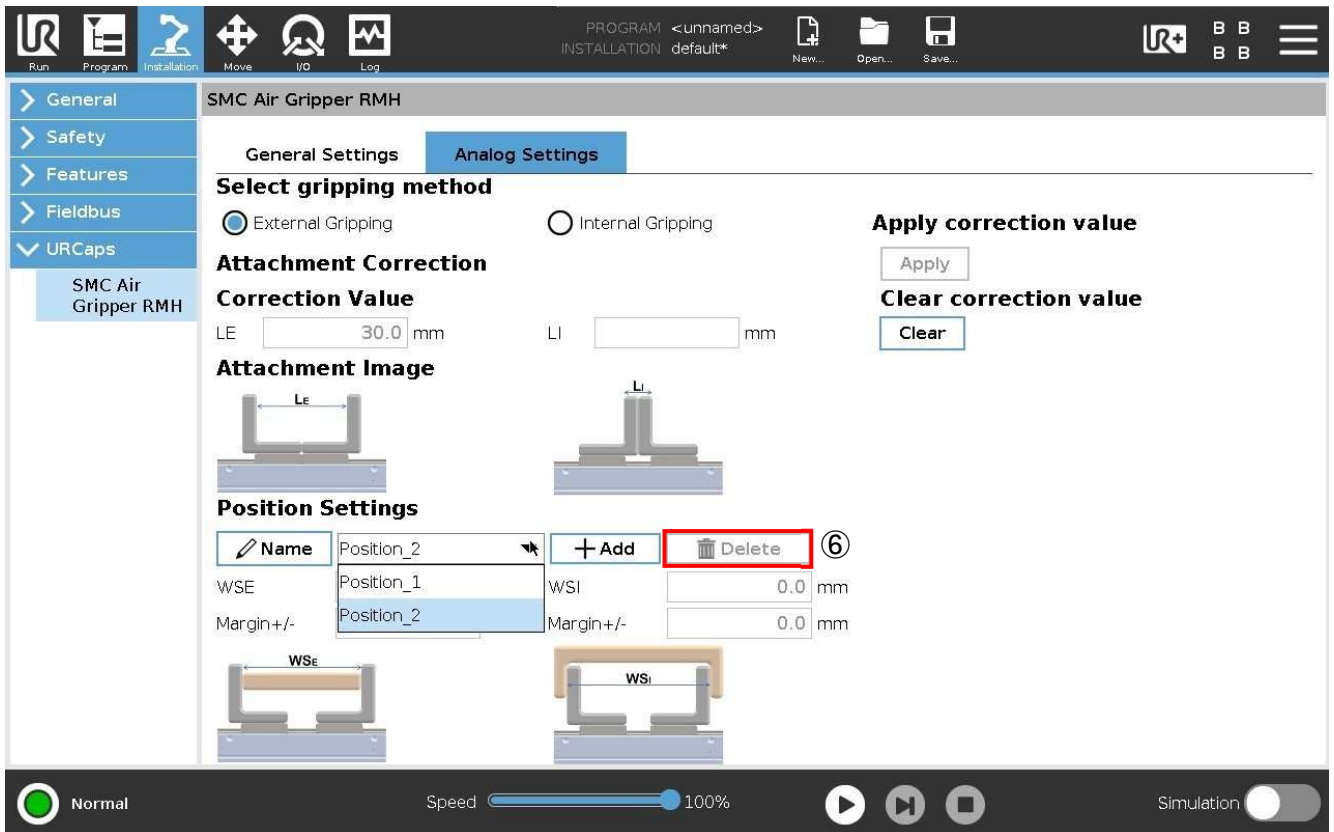 PROGRAM <unnamed>
INSTALLATION default*
UR
Run
Program
Installation
Move
I/O
Log
New...
Open...
Save...
UR+
B B
B B
General
Safety
Features
Fieldbus
URCaps
SMC Air
Gripper RMH
SMC Air Gripper RMH
General Settings Analog Settings
Select gripping method
External Gripping Internal Gripping Apply correction value
Attachment Correction Apply
Correction Value Clear correction value
LE 30.0 mm LI mm Clear
Attachment Image
LE LI
Position Settings
Name Position_2 +Add Delete ⑥
WSE Position_1 WSI 0.0 mm
Margin+/- Position_2 Margin+/- 0.0 mm
WSE WSI
Normal Speed 100% Simulation